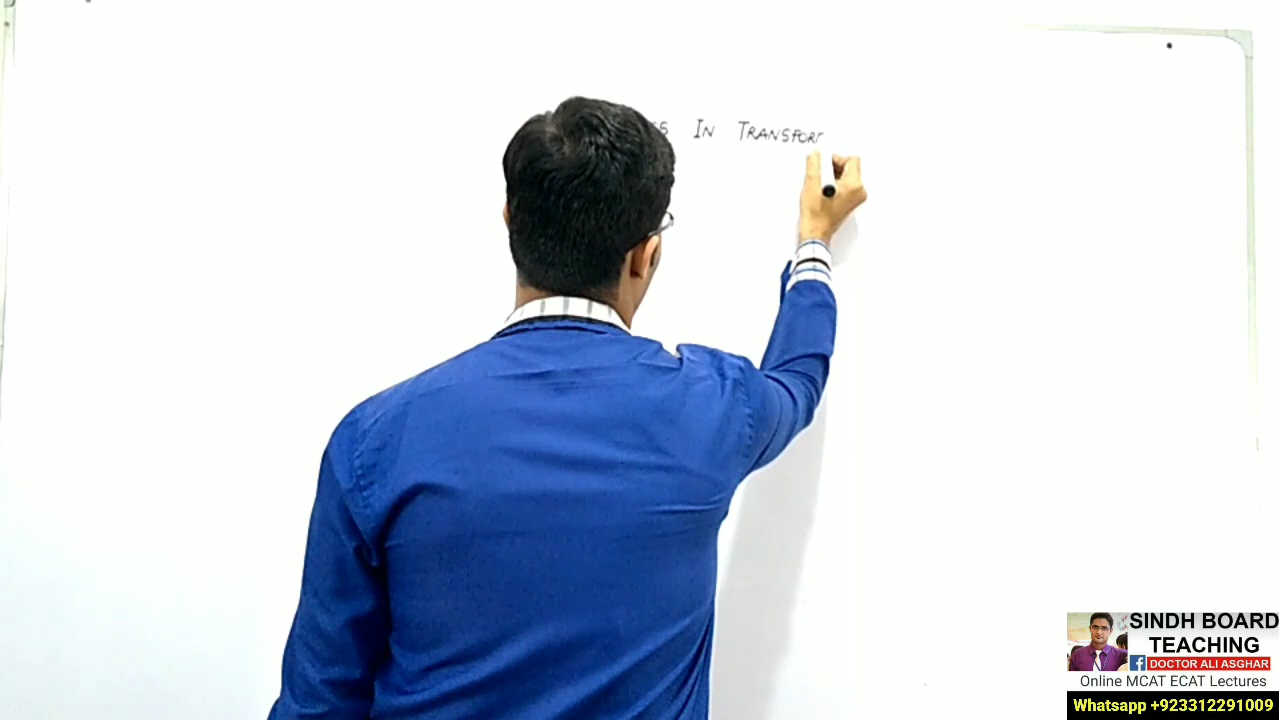 In TRANSFOR
SINDH BOARD
TEACHING
DOCTOR ALI ASGHAR
Online MCAT ECAT Lectures
Whatsapp +923312291009